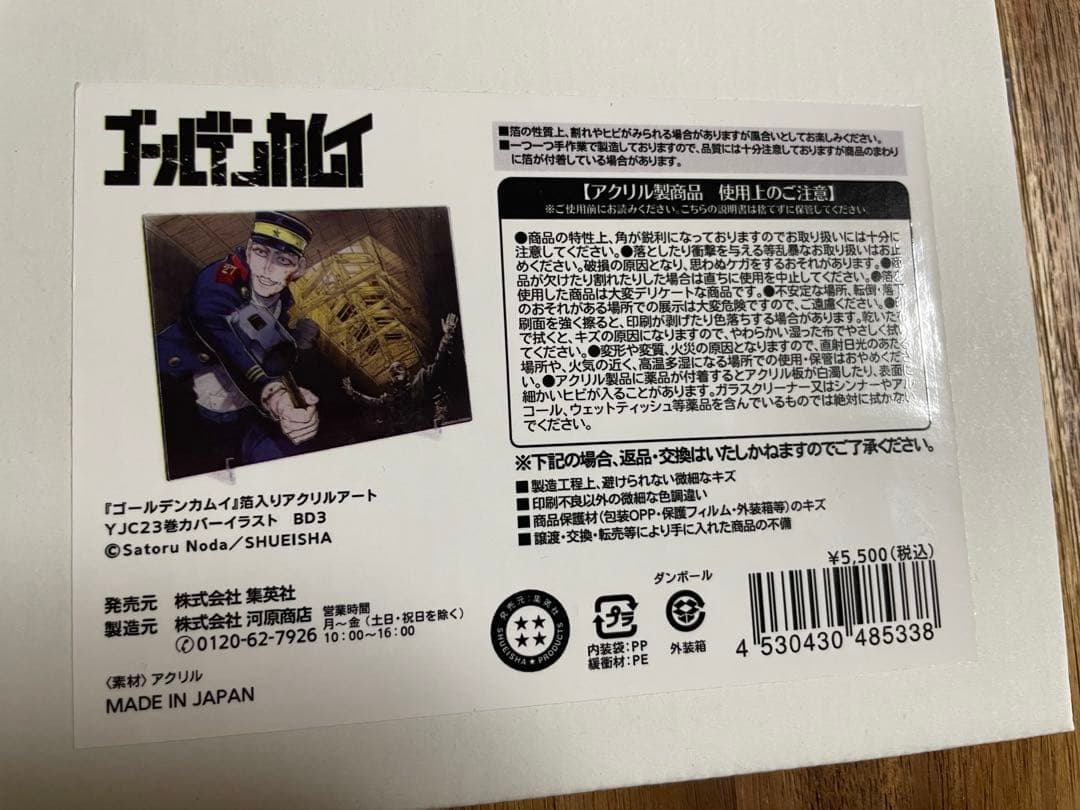 ゴールデンカムイ
27
『ゴールデンカムイ』箔入りアクリルアート
YJC23巻カバーイラスト BD3
©Satoru Noda／SHUEISHA
発売元 株式会社 集英社
製造元 株式会社 河原商店
0120-62-7926
営業時間
月〜金（土日・祝日を除く）
10：00〜16：00
〈素材〉アクリル
MADE IN JAPAN
■箔の性質上、割れやヒビがみられる場合がありますが風合いとしてお楽しみください。
■一つ一つ手作業で製造しておりますので、品質には十分注意しておりますが商品のまわり
に箔が付着している場合があります。
【アクリル製商品 使用上のご注意】
※ご使用前にお読みください。こちらの説明書は捨てずに保管してください。
●商品の特性上、角が鋭利になっておりますのでお取り扱いには十分に
注意してください。●落としたり衝撃を与える等乱暴なお取り扱いはお止
めください。破損の原因となり、思わぬケガをするおそれがあります。●
品が欠けたり割れたりした場合は直ちに使用を中止してください。●箔
使用した商品は大変デリケートな商品です。●不安定な場所、転倒・落下
のおそれがある場所での展示は大変危険ですので、ご遠慮ください。●
刷面を強く擦ると、印刷が剥げたり色落ちする場合があります。乾いた
で拭くと、キズの原因になりますので、やわらかい湿った布でやさしく拭
てください。●変形や変質、火災の原因となりますので、直射日光のあた
場所や、火気の近く、高温多湿になる場所での使用・保管はおやめくだ
い。●アクリル製品に薬品が付着するとアクリル板が白濁したり、表面
細かいヒビが入ることがあります。ガラスクリーナー又はシンナーやアル
コール、ウェットティッシュ等薬品を含んでいるものでは絶対に拭かない
でください。
※下記の場合、返品・交換はいたしかねますのでご了承ください。
■製造工程上、避けられない微細なキズ
■印刷不良以外の微細な色調違い
■商品保護材（包装OPP・保護フィルム・外装箱等）のキズ
■譲渡・交換・転売等により手に入れた商品の不備
発売元：集英社
SHUEISHA PRODUCTS
プラ
内装袋：PP
緩衝材：PE
ダンボール
外装箱
¥5,500（税込）
4 530430 485338